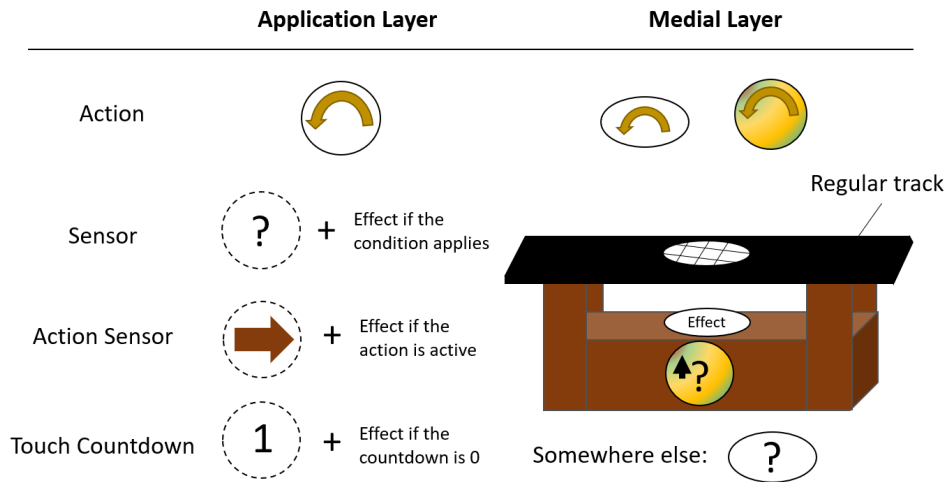 Application Layer
Medial Layer
Action
Regular track
Sensor
?
+
Effect if the
condition applies
Effect
Action Sensor
+
Effect if the
action is active
?
Touch Countdown
1
+
Effect if the
countdown is 0
Somewhere else:
?